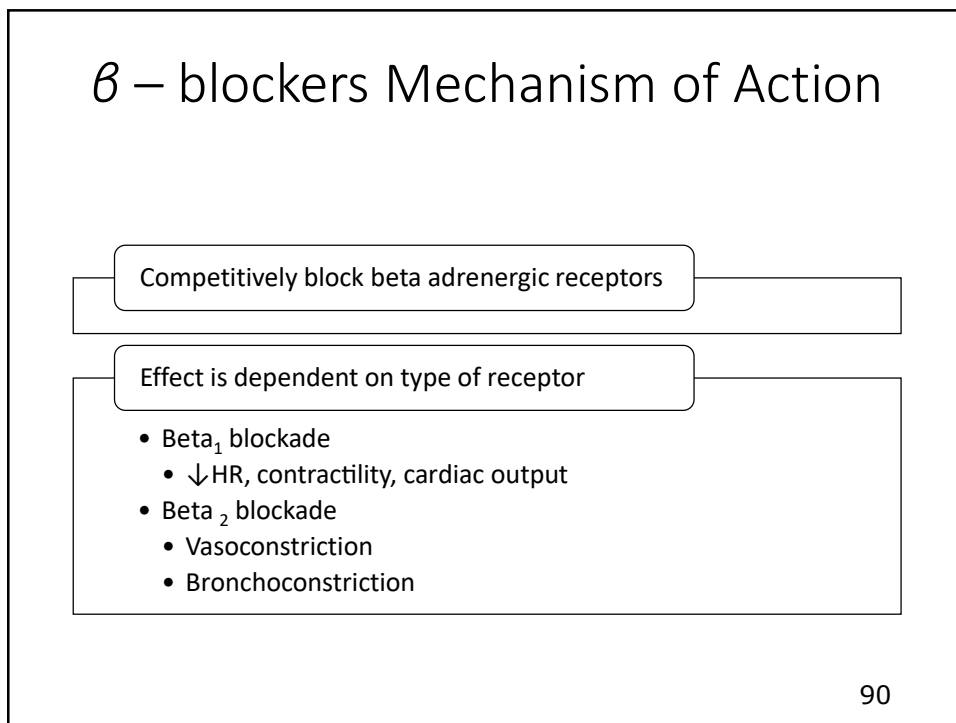 β – blockers Mechanism of Action
Competitively block beta adrenergic receptors
Effect is dependent on type of receptor
• Beta₁ blockade
• ↓HR, contractility, cardiac output
• Beta ₂ blockade
• Vasoconstriction
• Bronchoconstriction
90